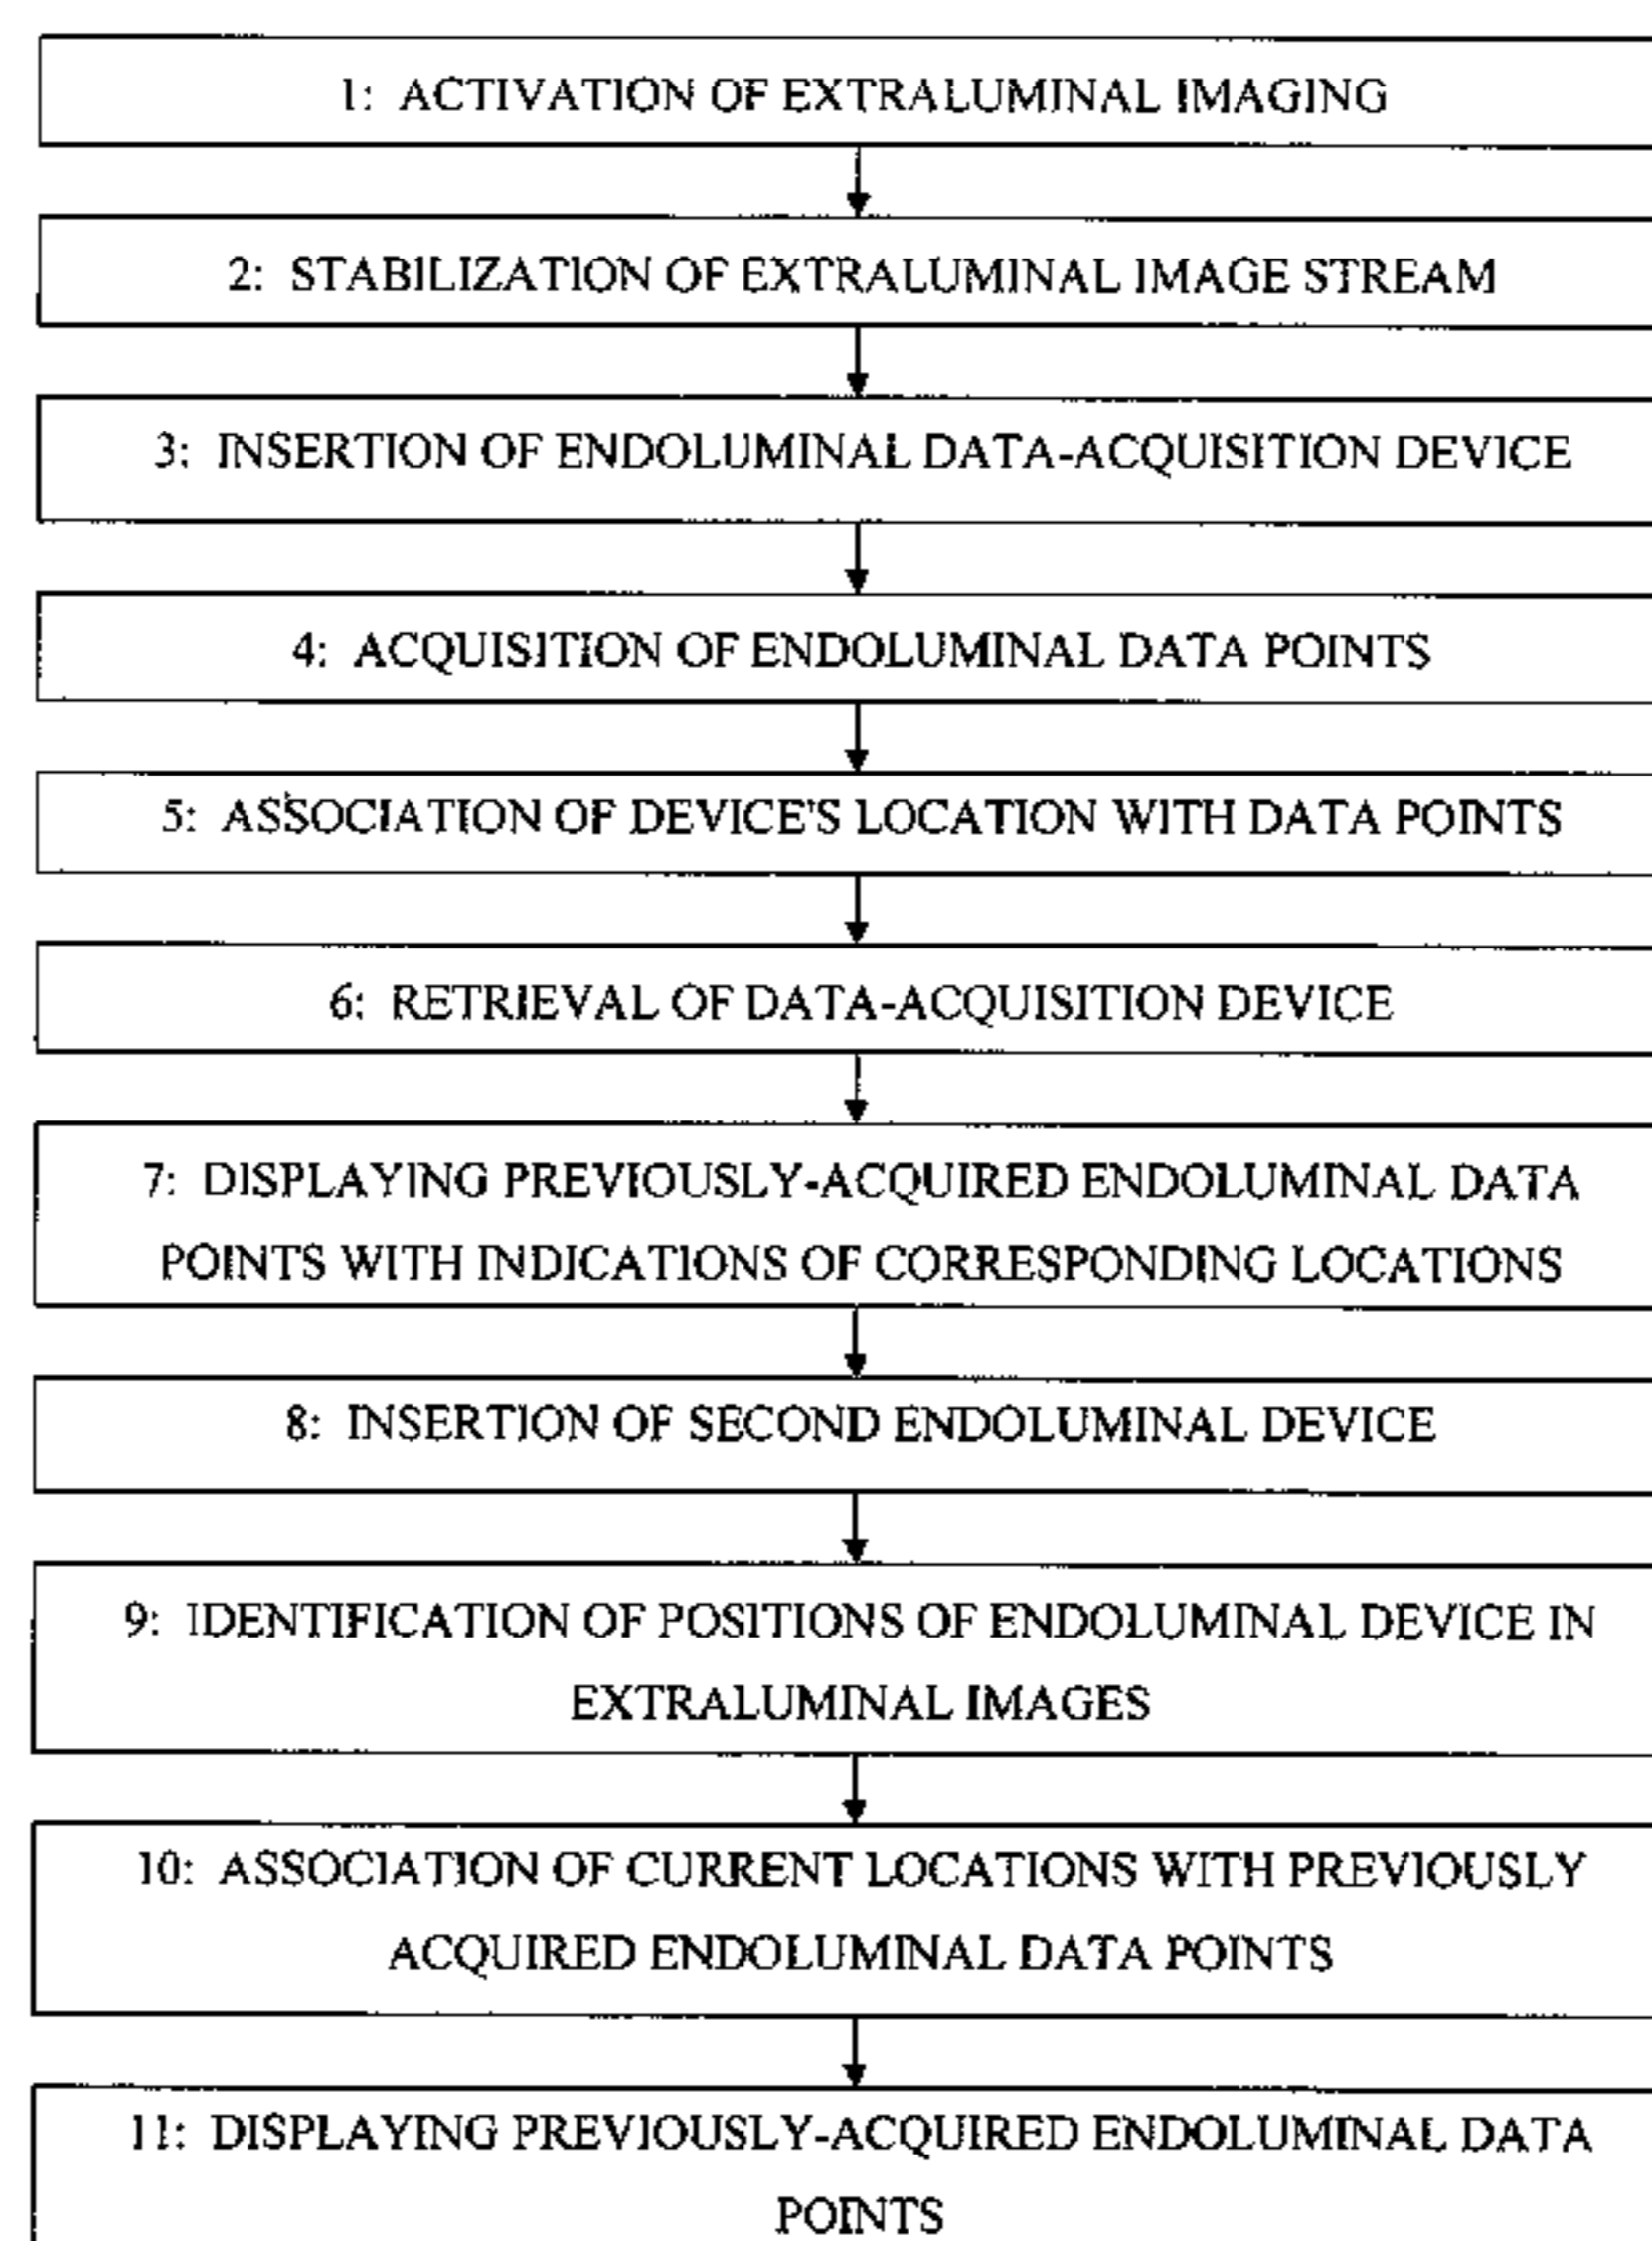 1: ACTIVATION OF EXTRALUMINAL IMAGING
2: STABILIZATION OF EXTRALUMINAL IMAGE STREAM
3: INSERTION OF ENDOLUMINAL DATA-ACQUISITION DEVICE
4: ACQUISITION OF ENDOLUMINAL DATA POINTS
5: ASSOCIATION OF DEVICE'S LOCATION WITH DATA POINTS
6: RETRIEVAL OF DATA-ACQUISITION DEVICE
7: DISPLAYING PREVIOUSLY-ACQUIRED ENDOLUMINAL DATA
POINTS WITH INDICATIONS OF CORRESPONDING LOCATIONS
8: INSERTION OF SECOND ENDOLUMINAL DEVICE
9: IDENTIFICATION OF POSITIONS OF ENDOLUMINAL DEVICE IN
EXTRALUMINAL IMAGES
10: ASSOCIATION OF CURRENT LOCATIONS WITH PREVIOUSLY
ACQUIRED ENDOLUMINAL DATA POINTS
11: DISPLAYING PREVIOUSLY-ACQUIRED ENDOLUMINAL DATA
POINTS